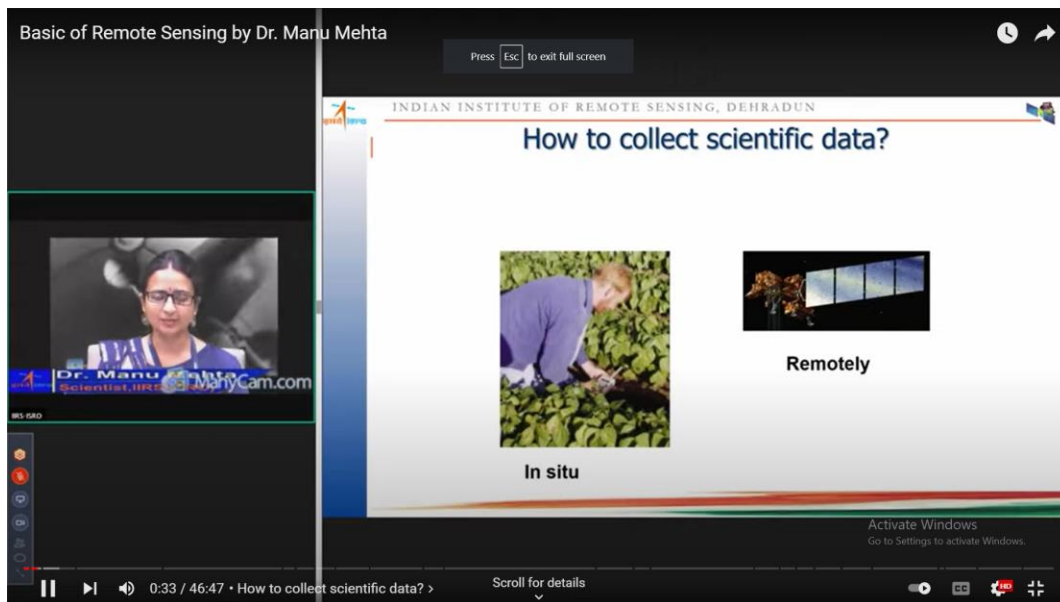 Basic of Remote Sensing by Dr. Manu Mehta
Press Esc to exit full screen
INDIAN INSTITUTE OF REMOTE SENSING, DEHRADUN
How to collect scientific data?
In situ
Remotely
Dr. Manu Mehta
Scientist, IIRS
ManyCam.com
IIRS-ISRO
Activate Windows
Go to Settings to activate Windows.
0:33 / 46:47 • How to collect scientific data? >
Scroll for details
CC
HD